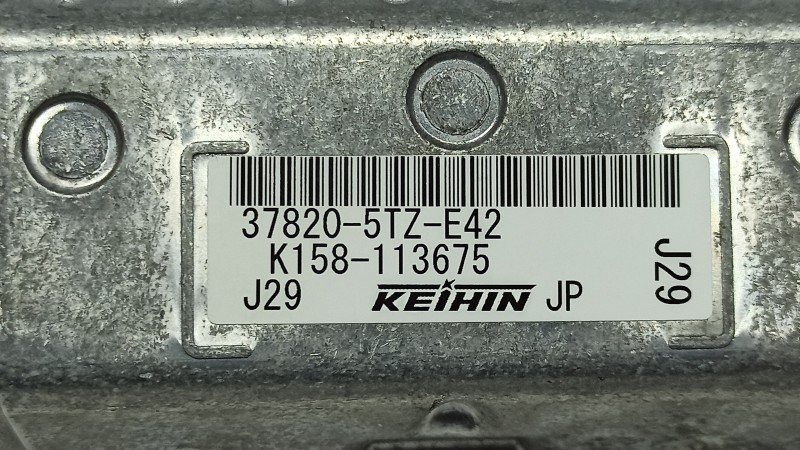 37820-5TZ-E42
K158-113675
J29 KEIHIN JP
J29